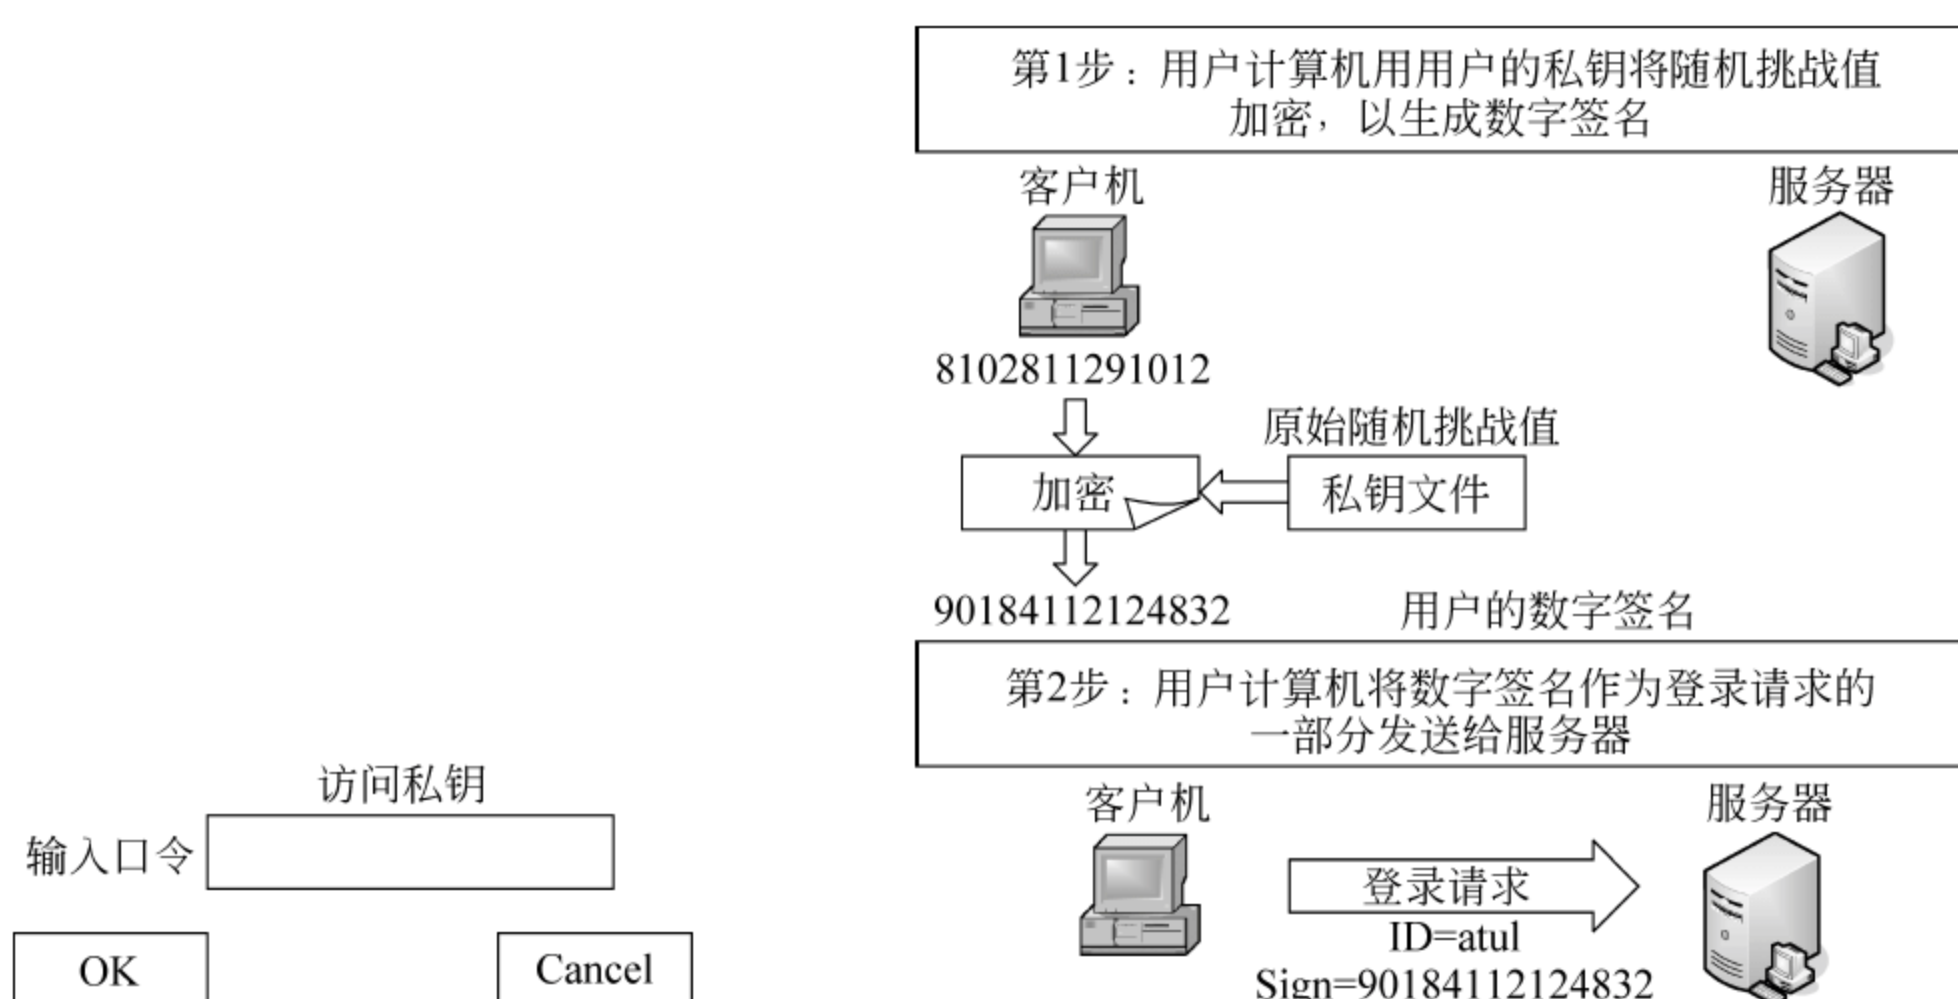 访问私钥
输入口令
OK
Cancel
第1步：用户计算机用用户的私钥将随机挑战值
加密，以生成数字签名
客户机
服务器
8102811291012
原始随机挑战值
加密
私钥文件
90184112124832
用户的数字签名
第2步：用户计算机将数字签名作为登录请求的
一部分发送给服务器
客户机
服务器
登录请求
ID=atul
Sign=90184112124832